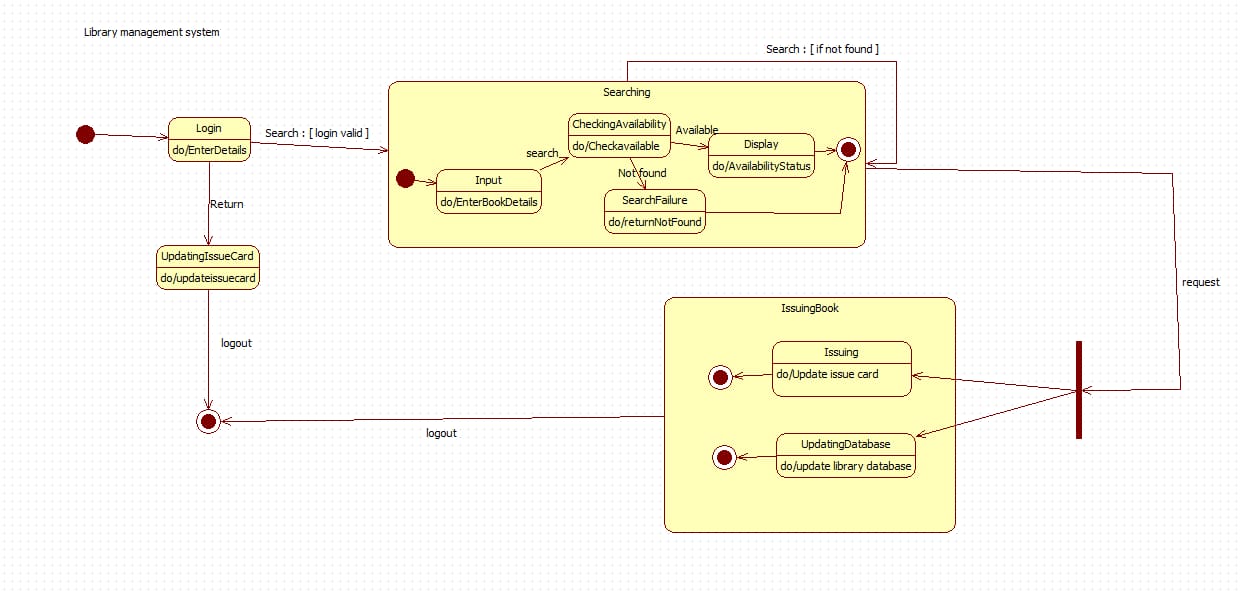 Library management system
Search : [ if not found ]
Searching
Login
do/EnterDetails
Search : [ login valid ]
CheckingAvailability
do/Checkavailable
Available
Display
do/AvailabilityStatus
search
Input
do/EnterBookDetails
Not found
SearchFailure
do/returnNotFound
Return
UpdatingIssueCard
do/updateissuecard
request
logout
IssuingBook
Issuing
do/Update issue card
logout
UpdatingDatabase
do/update library database